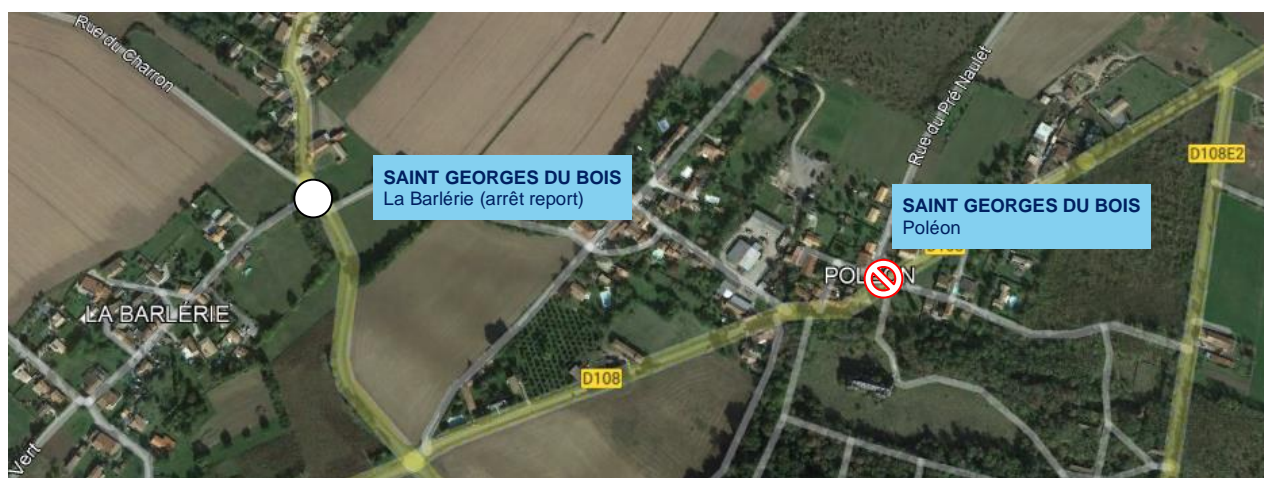 Rue du Charron
Rue du Pré Naulet
D108E2
SAINT GEORGES DU BOIS
La Barlérie (arrêt report)
SAINT GEORGES DU BOIS
Poléon
LA BARLÉRIE
D108
Vert